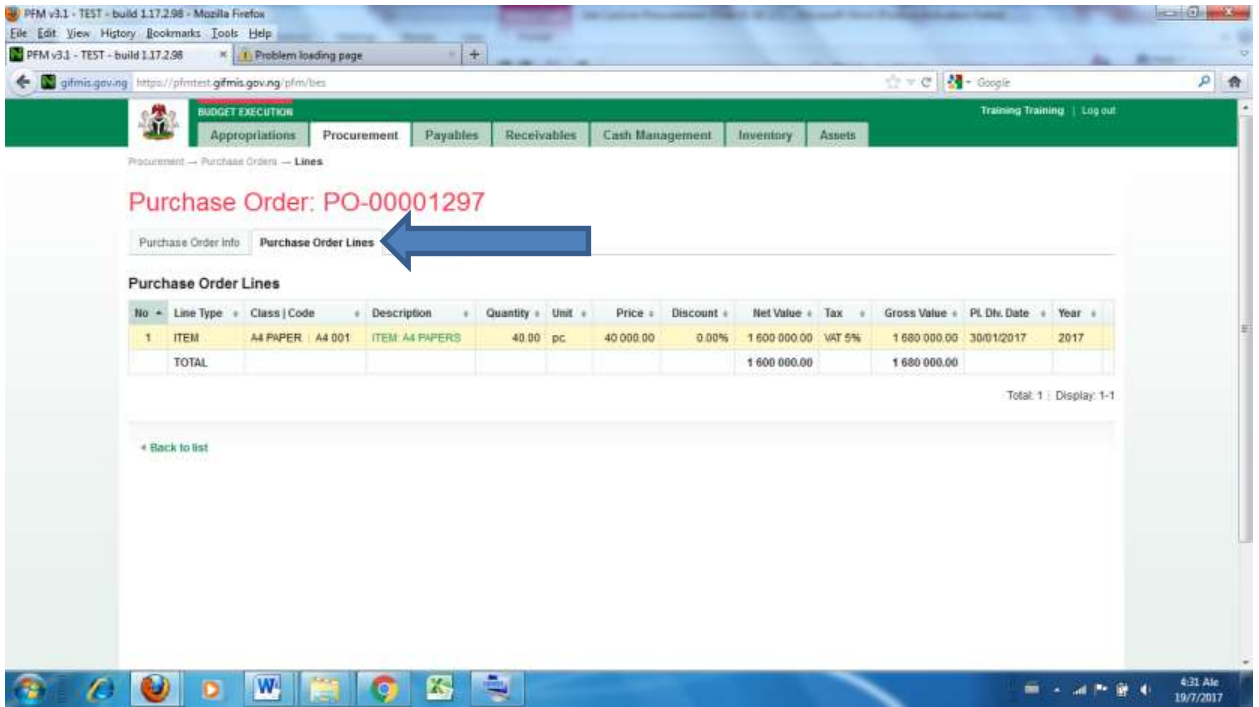 PFM v3.1 - TEST - build 1.17.2.98 - Mozilla Firefox
File Edit View History Bookmarks Tools Help
PFM v3.1 - TEST - build 1.17.2.98 × Problem loading page +
gifmis.gov.ng https://pfmtest.gifmis.gov.ng/pfm/bes Google
BUDGET EXECUTION Training Training | Log out
Appropriations Procurement Payables Receivables Cash Management Inventory Assets
Procurement → Purchase Orders → Lines
Purchase Order: PO-00001297
Purchase Order Info Purchase Order Lines
Purchase Order Lines
No Line Type Class | Code Description Quantity Unit Price Discount Net Value Tax Gross Value Pl. Dlv. Date Year
1 ITEM A4 PAPER | A4 001 ITEM: A4 PAPERS 40.00 pc 40 000.00 0.00% 1 600 000.00 VAT 5% 1 680 000.00 30/01/2017 2017
TOTAL 1 600 000.00 1 680 000.00
Total: 1 | Display: 1-1
Back to list
4:31 Ale
19/7/2017